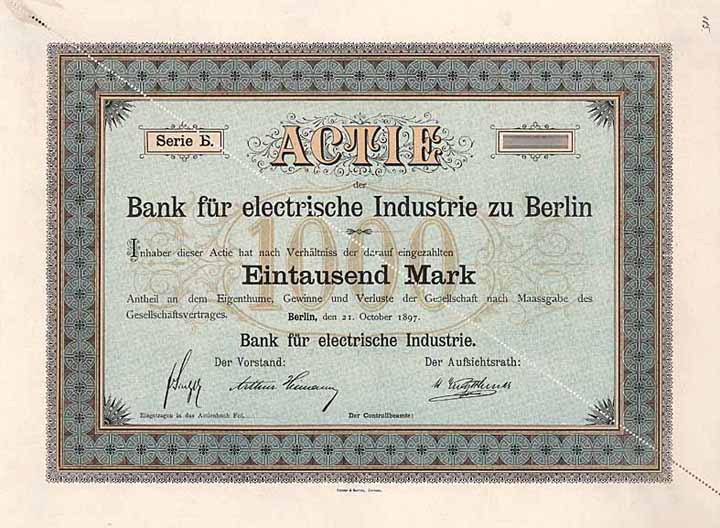 Serie B.
ACTIE
der
Bank für electrische Industrie zu Berlin
1000
Inhaber dieser Actie hat nach Verhältniss der darauf eingezahlten
Eintausend Mark
Antheil an dem Eigenthume, Gewinne und Verluste der Gesellschaft nach Maassgabe des
Gesellschaftsvertrages. Berlin, den 21. October 1897.
Bank für electrische Industrie.
Der Vorstand: Der Aufsichtsrath:
Arthur
Eingetragen in das Actienbuch Fol....
Der Controllbeamte: